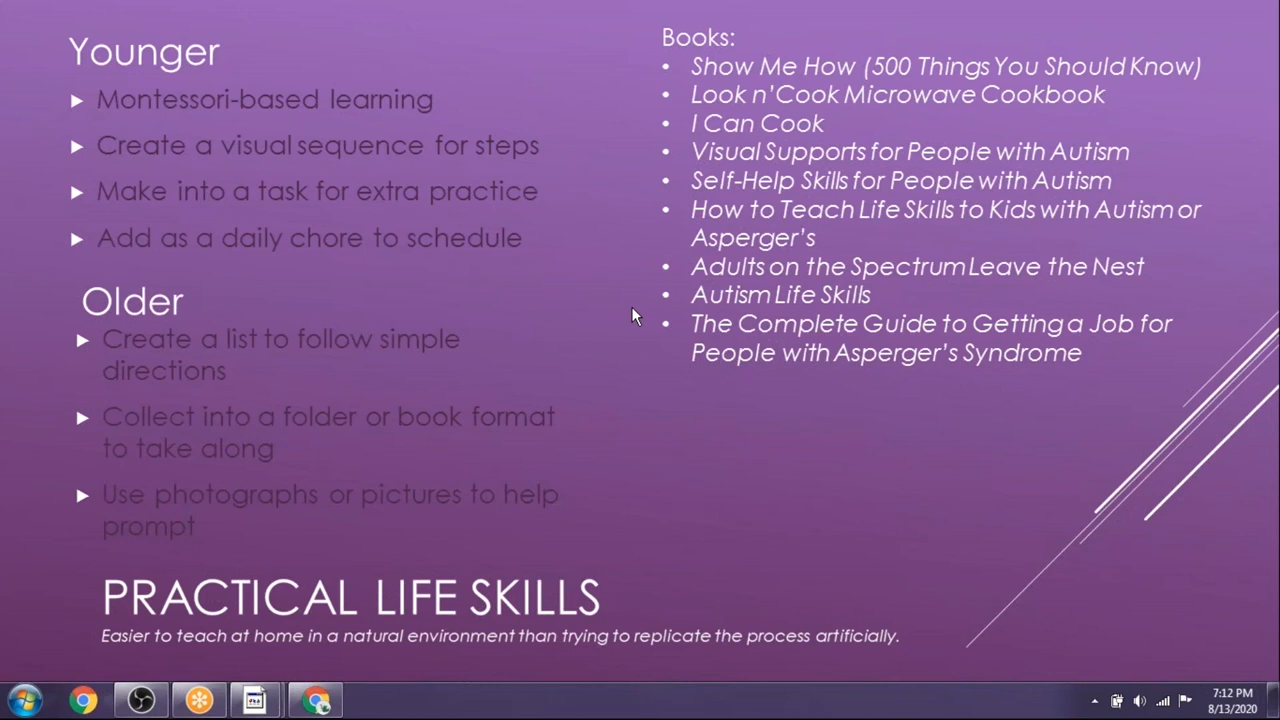 Younger
Montessori-based learning
Create a visual sequence for steps
Make into a task for extra practice
Add as a daily chore to schedule
Older
Create a list to follow simple
directions
Collect into a folder or book format
to take along
Use photographs or pictures to help
prompt
Books:
• Show Me How (500 Things You Should Know)
• Look n'Cook Microwave Cookbook
• I Can Cook
• Visual Supports for People with Autism
• Self-Help Skills for People with Autism
• How to Teach Life Skills to Kids with Autism or
Asperger's
• Adults on the Spectrum Leave the Nest
• Autism Life Skills
• The Complete Guide to Getting a Job for
People with Asperger's Syndrome
PRACTICAL LIFE SKILLS
Easier to teach at home in a natural environment than trying to replicate the process artificially.
7:12 PM
8/13/2020